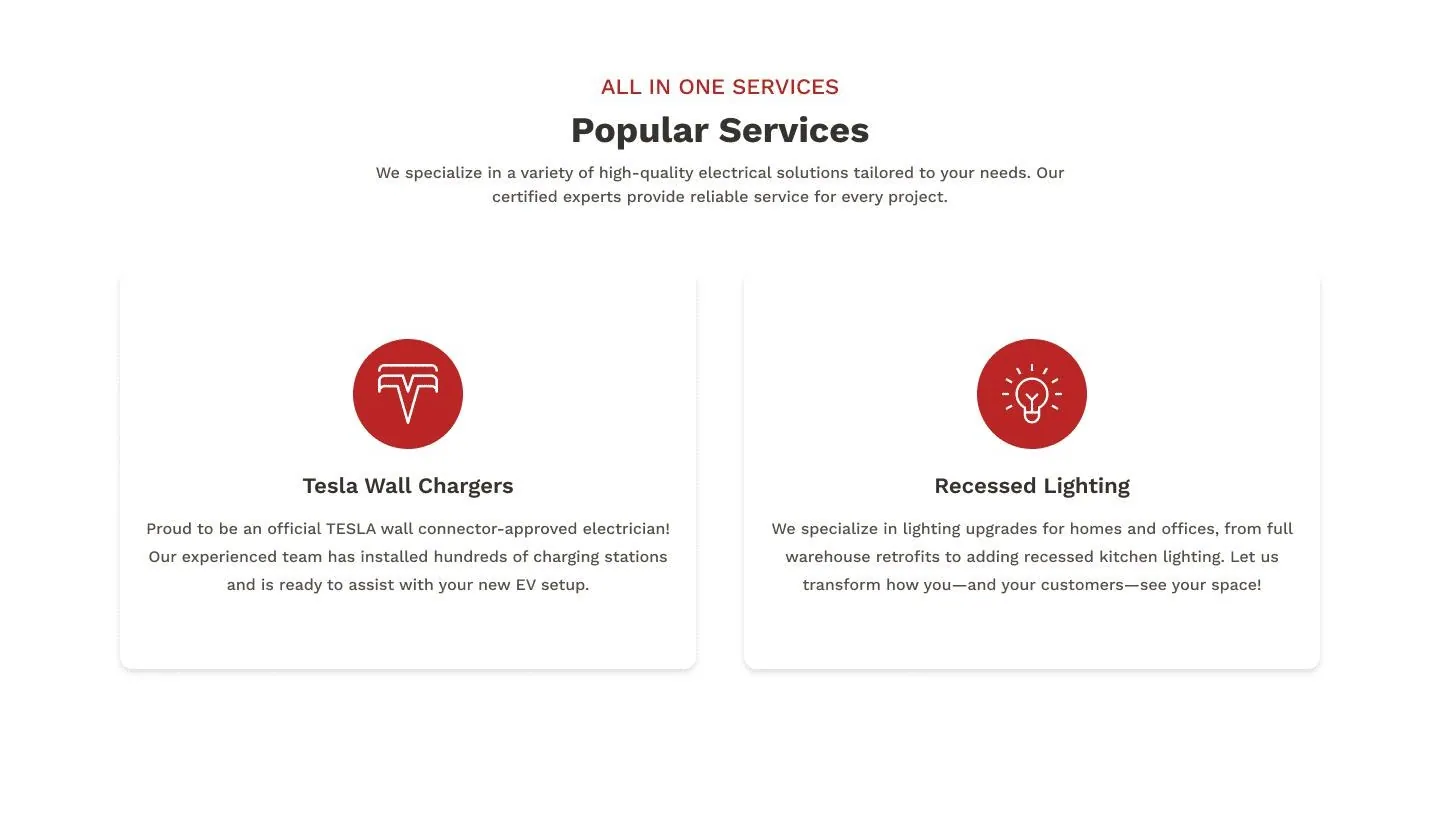 ALL IN ONE SERVICES
Popular Services
We specialize in a variety of high-quality electrical solutions tailored to your needs. Our
certified experts provide reliable service for every project.
Tesla Wall Chargers
Proud to be an official TESLA wall connector-approved electrician!
Our experienced team has installed hundreds of charging stations
and is ready to assist with your new EV setup.
Recessed Lighting
We specialize in lighting upgrades for homes and offices, from full
warehouse retrofits to adding recessed kitchen lighting. Let us
transform how you—and your customers—see your space!